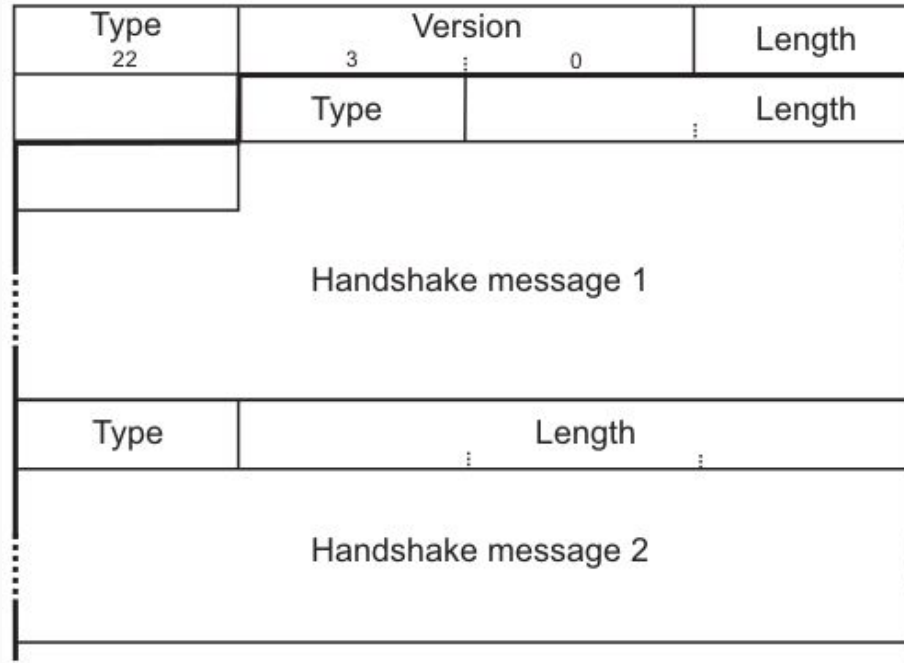 Type Version Length
22 3 0
Type Length
Handshake message 1
Type Length
Handshake message 2